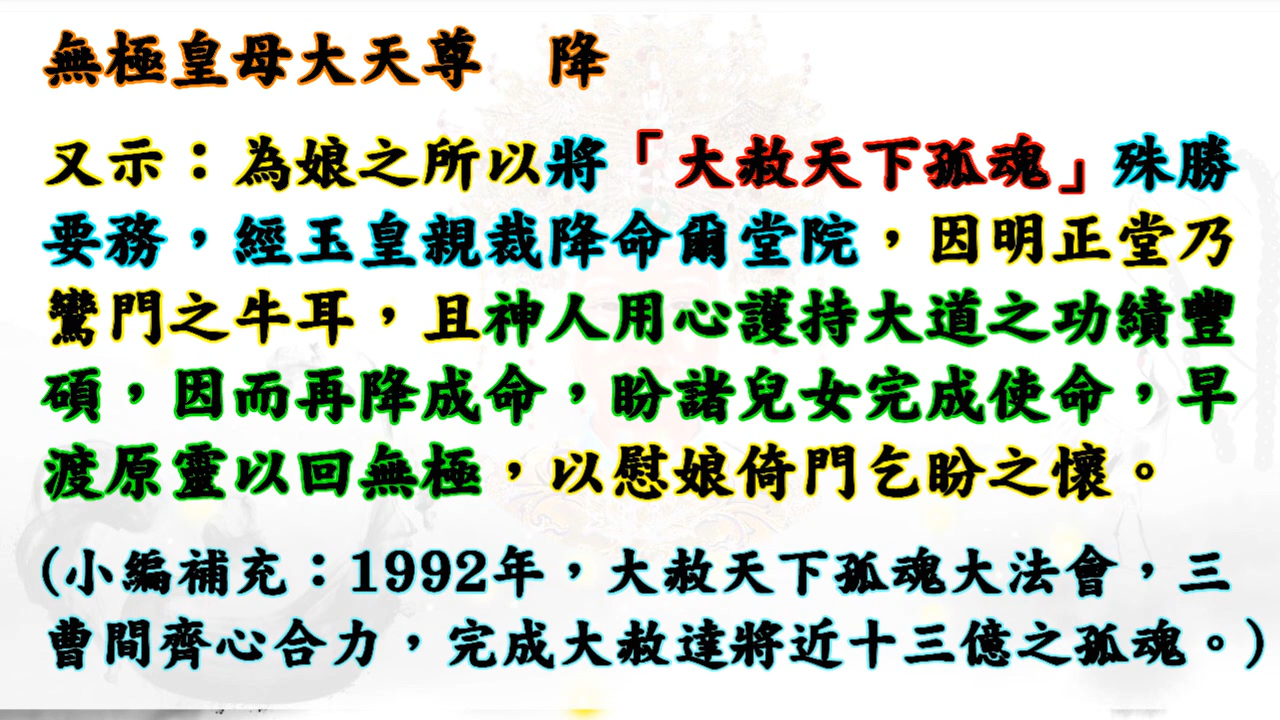 無極皇母大天尊　降
又示：為娘之所以將「大赦天下孤魂」殊勝
要務，經玉皇親裁降命爾堂院，因明正堂乃
鸞門之牛耳，且神人用心護持大道之功績豐
碩，因而再降成命，盼諸兒女完成使命，早
渡原靈以回無極，以慰娘倚門乞盼之懷。
(小編補充：1992年，大赦天下孤魂大法會，三
曹間齊心合力，完成大赦達將近十三億之孤魂。)